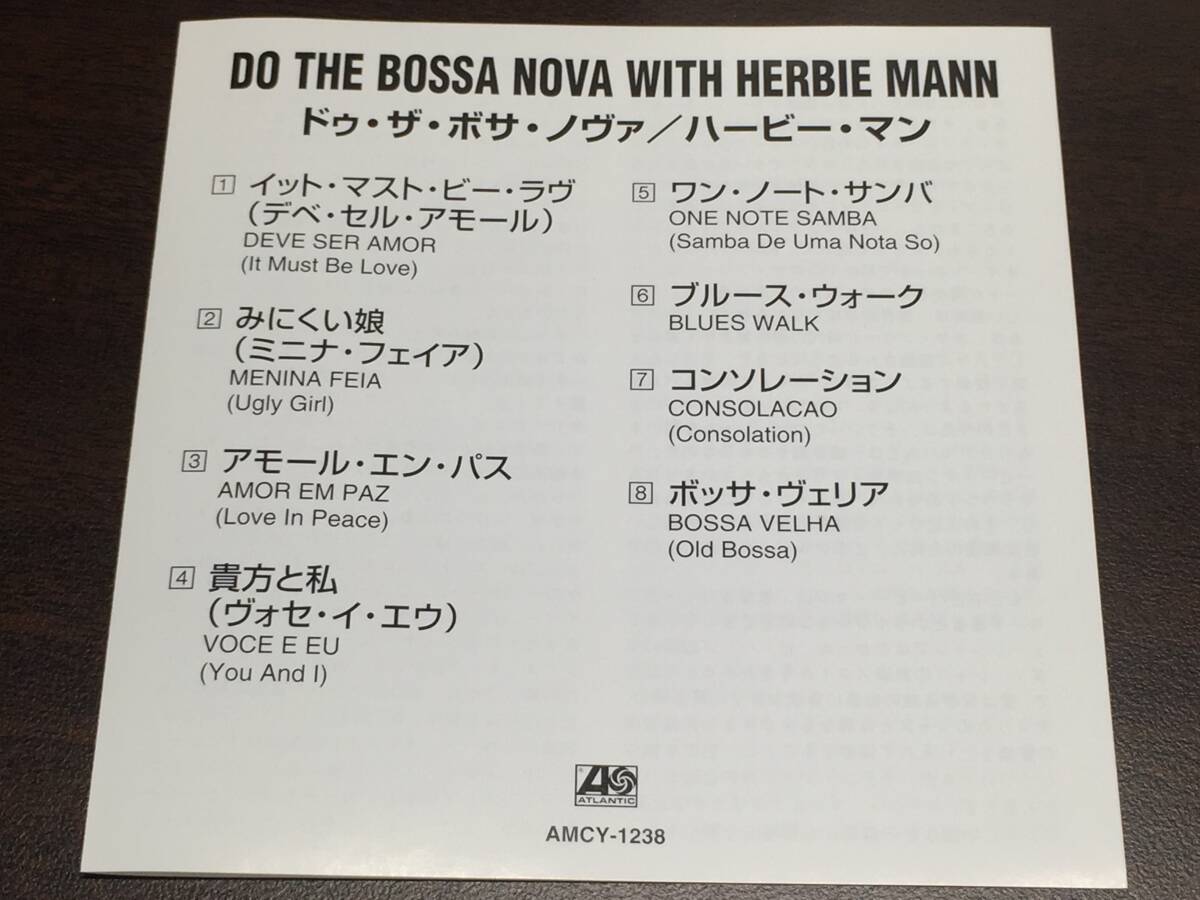 DO THE BOSSA NOVA WITH HERBIE MANN
ドゥ・ザ・ボサ・ノヴァ／ハービー・マン
1 イット・マスト・ビー・ラヴ
（デベ・セル・アモール）
DEVE SER AMOR
(It Must Be Love)
2 みにくい娘
（ミニナ・フェイア）
MENINA FEIA
(Ugly Girl)
3 アモール・エン・パス
AMOR EM PAZ
(Love In Peace)
4 貴方と私
（ヴォセ・イ・エウ）
VOCE E EU
(You And I)
5 ワン・ノート・サンバ
ONE NOTE SAMBA
(Samba De Uma Nota So)
6 ブルース・ウォーク
BLUES WALK
7 コンソレーション
CONSOLACAO
(Consolation)
8 ボッサ・ヴェリア
BOSSA VELHA
(Old Bossa)
ATLANTIC
AMCY-1238